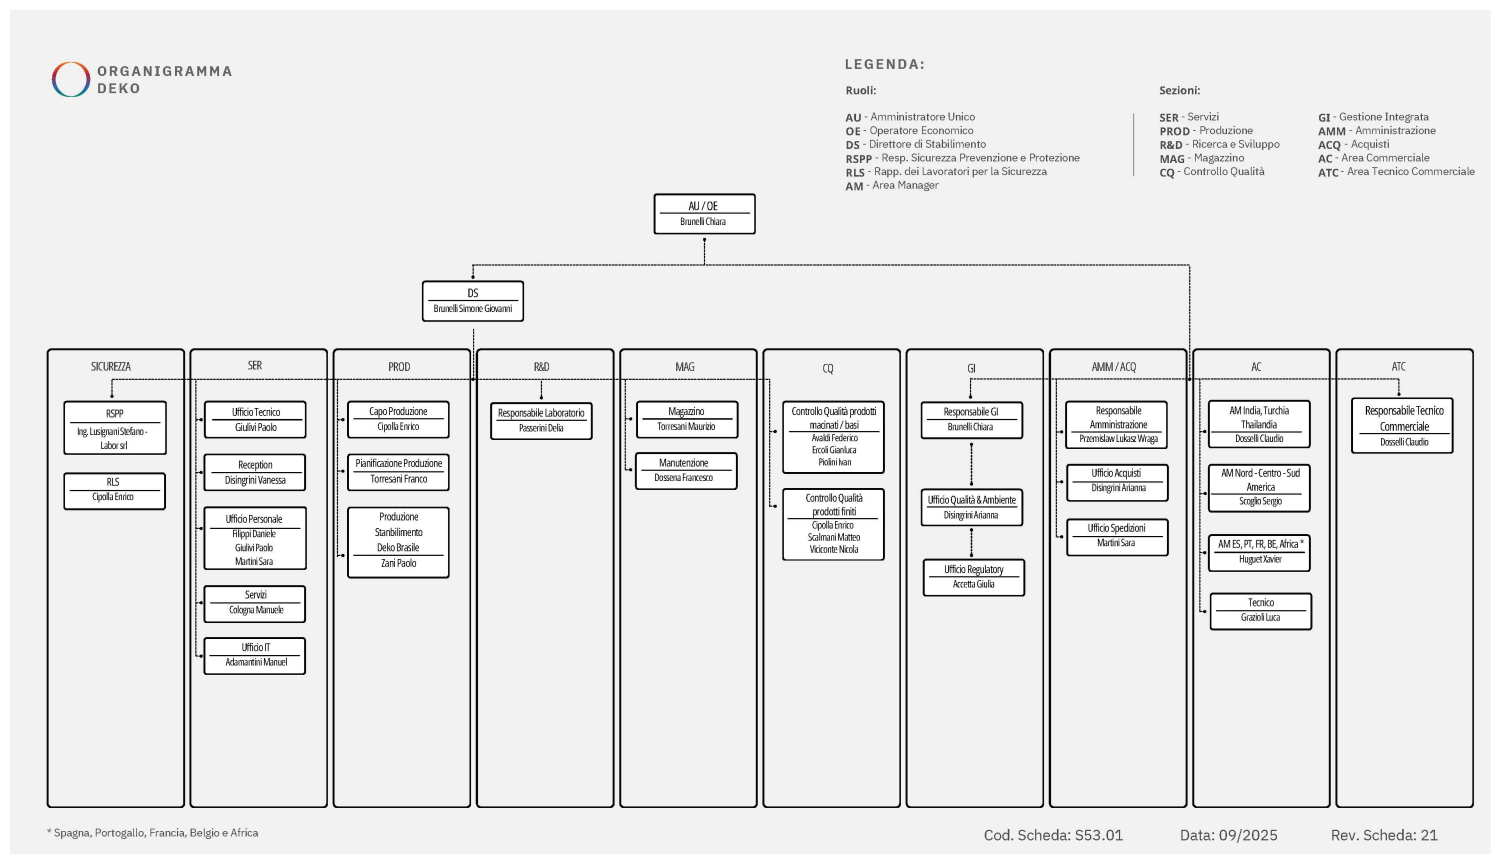 ORGANIGRAMMA
DEKO
LEGENDA:
Ruoli:
AU - Amministratore Unico
OE - Operatore Economico
DS - Direttore di Stabilimento
RSPP - Resp. Sicurezza Prevenzione e Protezione
RLS - Rapp. dei Lavoratori per la Sicurezza
AM - Area Manager
Sezioni:
SER - Servizi
PROD - Produzione
R&D - Ricerca e Sviluppo
MAG - Magazzino
CQ - Controllo Qualità
GI - Gestione Integrata
AMM - Amministrazione
ACQ - Acquisti
AC - Area Commerciale
ATC - Area Tecnico Commerciale
AU / OE
Brunelli Chiara
DS
Brunelli Simone Giovanni
SICUREZZA
RSPP
Ing. Lusignani Stefano -
Labor srl
RLS
Cipolla Enrico
SER
Ufficio Tecnico
Giulivi Paolo
Reception
Disingrini Vanessa
Ufficio Personale
Filippi Daniele
Giulivi Paolo
Martini Sara
Servizi
Cologna Manuele
Ufficio IT
Adamantini Manuel
PROD
Capo Produzione
Cipolla Enrico
Pianificazione Produzione
Torresani Franco
Produzione
Stanbilimento
Deko Brasile
Zani Paolo
R&D
Responsabile Laboratorio
Passerini Delia
MAG
Magazzino
Torresani Maurizio
Manutenzione
Dossena Francesco
CQ
Controllo Qualità prodotti
macinati / basi
Avaldi Federico
Ercoli Gianluca
Piolini Ivan
Controllo Qualità
prodotti finiti
Cipolla Enrico
Scalmani Matteo
Viciconte Nicola
GI
Responsabile GI
Brunelli Chiara
Ufficio Qualità & Ambiente
Disingrini Arianna
Ufficio Regulatory
Accetta Giulia
AMM / ACQ
Responsabile
Amministrazione
Przemislaw Lukasz Wraga
Ufficio Acquisti
Disingrini Arianna
Ufficio Spedizioni
Martini Sara
AC
AM India, Turchia
Thailandia
Dosselli Claudio
AM Nord - Centro - Sud
America
Scoglio Sergio
AM ES, PT, FR, BE, Africa *
Huguet Xavier
Tecnico
Grazioli Luca
ATC
Responsabile Tecnico
Commerciale
Dosselli Claudio
* Spagna, Portogallo, Francia, Belgio e Africa
Cod. Scheda: S53.01
Data: 09/2025
Rev. Scheda: 21